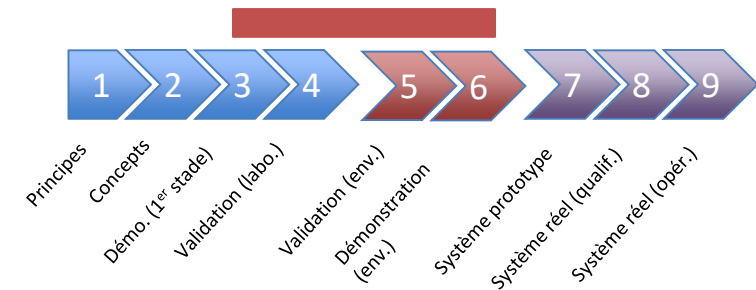 1 2 3 4 5 6 7 8 9
Principes
Concepts
Démo. (1er stade)
Validation (labo.)
Validation (env.)
Démonstration
(env.)
Système prototype
Système réel (qualif.)
Système réel (opér.)